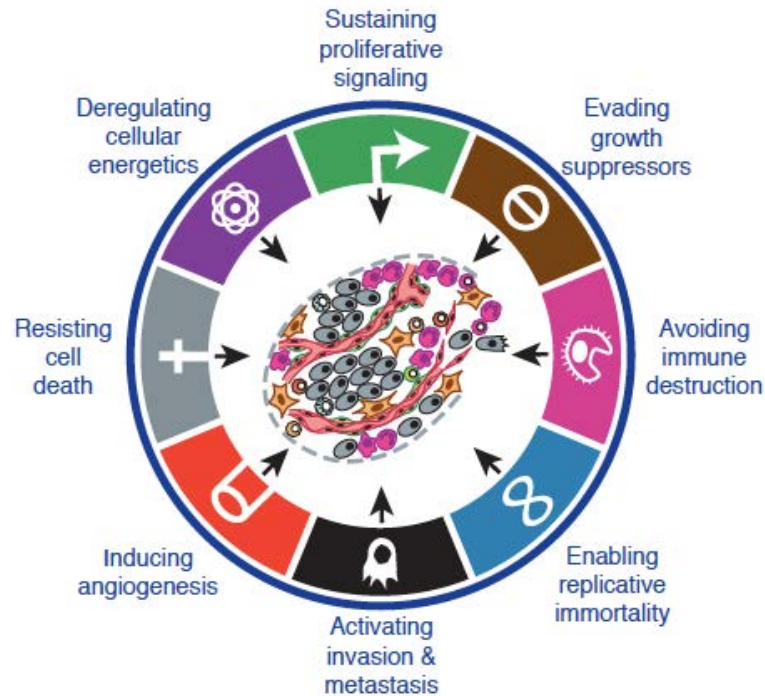 Sustaining
proliferative
signaling
Evading
growth
suppressors
Avoiding
immune
destruction
Enabling
replicative
immortality
Activating
invasion &
metastasis
Inducing
angiogenesis
Resisting
cell
death
Deregulating
cellular
energetics